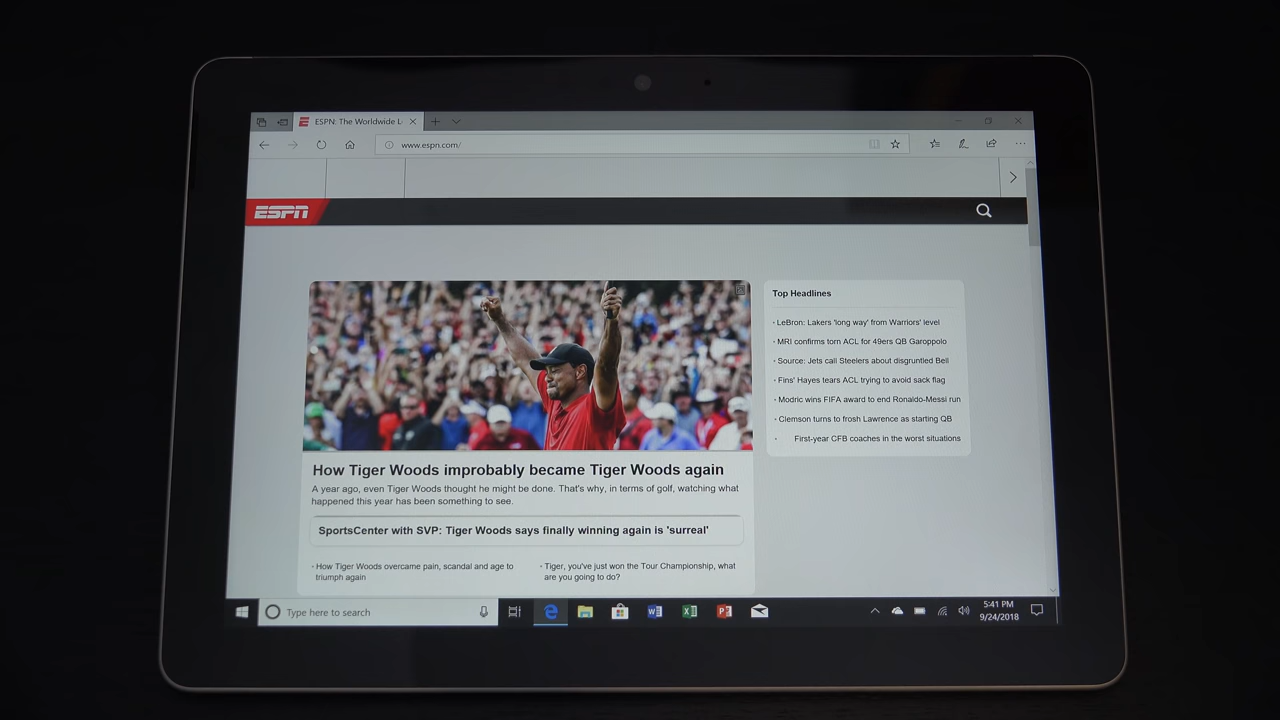 ESPN: The Worldwide L
www.espn.com/
ESPN
Top Headlines
· LeBron: Lakers 'long way' from Warriors' level
· MRI confirms torn ACL for 49ers QB Garoppolo
· Source: Jets call Steelers about disgruntled Bell
· Fins' Hayes tears ACL trying to avoid sack flag
· Modric wins FIFA award to end Ronaldo-Messi run
· Clemson turns to frosh Lawrence as starting QB
· First-year CFB coaches in the worst situations
How Tiger Woods improbably became Tiger Woods again
A year ago, even Tiger Woods thought he might be done. That's why, in terms of golf, watching what
happened this year has been something to see.
SportsCenter with SVP: Tiger Woods says finally winning again is 'surreal'
· How Tiger Woods overcame pain, scandal and age to
triumph again
· Tiger, you've just won the Tour Championship, what
are you going to do?
Type here to search
5:41 PM
9/24/2018